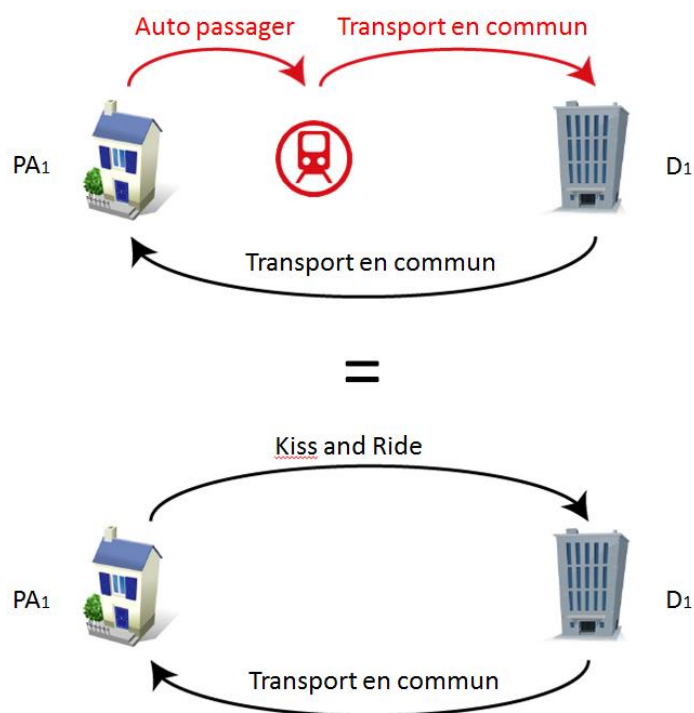 Auto passager Transport en commun
PA1 D1
Transport en commun
=
Kiss and Ride
PA1 D1
Transport en commun